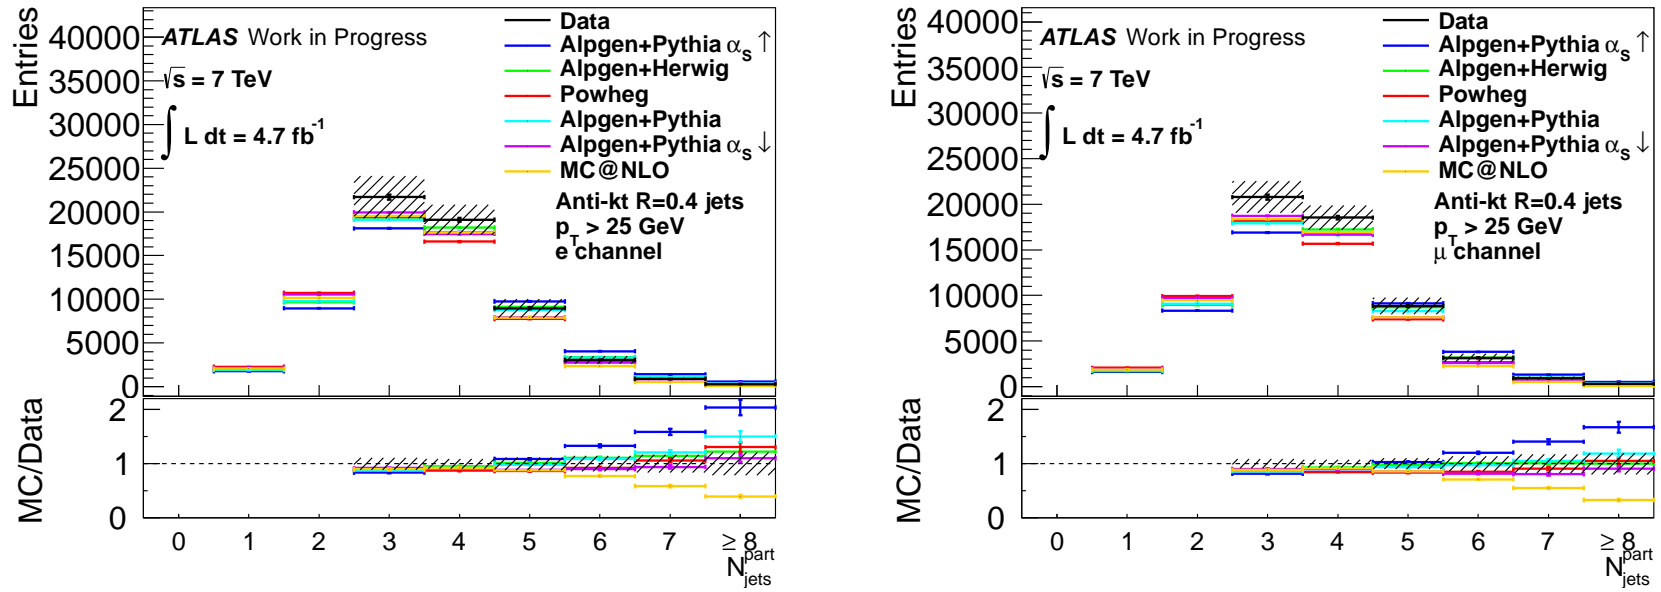 Entries
40000
35000
30000
25000
20000
15000
10000
5000
0
ATLAS Work in Progress
√s = 7 TeV
∫ L dt = 4.7 fb⁻¹
Data
Alpgen+Pythia αS ↑
Alpgen+Herwig
Powheg
Alpgen+Pythia
Alpgen+Pythia αS ↓
MC@NLO
Anti-kt R=0.4 jets
pT > 25 GeV
e channel
MC/Data
2
1
0
0 1 2 3 4 5 6 7 ≥ 8
N part jets
Entries
40000
35000
30000
25000
20000
15000
10000
5000
0
ATLAS Work in Progress
√s = 7 TeV
∫ L dt = 4.7 fb⁻¹
Data
Alpgen+Pythia αS ↑
Alpgen+Herwig
Powheg
Alpgen+Pythia
Alpgen+Pythia αS ↓
MC@NLO
Anti-kt R=0.4 jets
pT > 25 GeV
μ channel
MC/Data
2
1
0
0 1 2 3 4 5 6 7 ≥ 8
N part jets